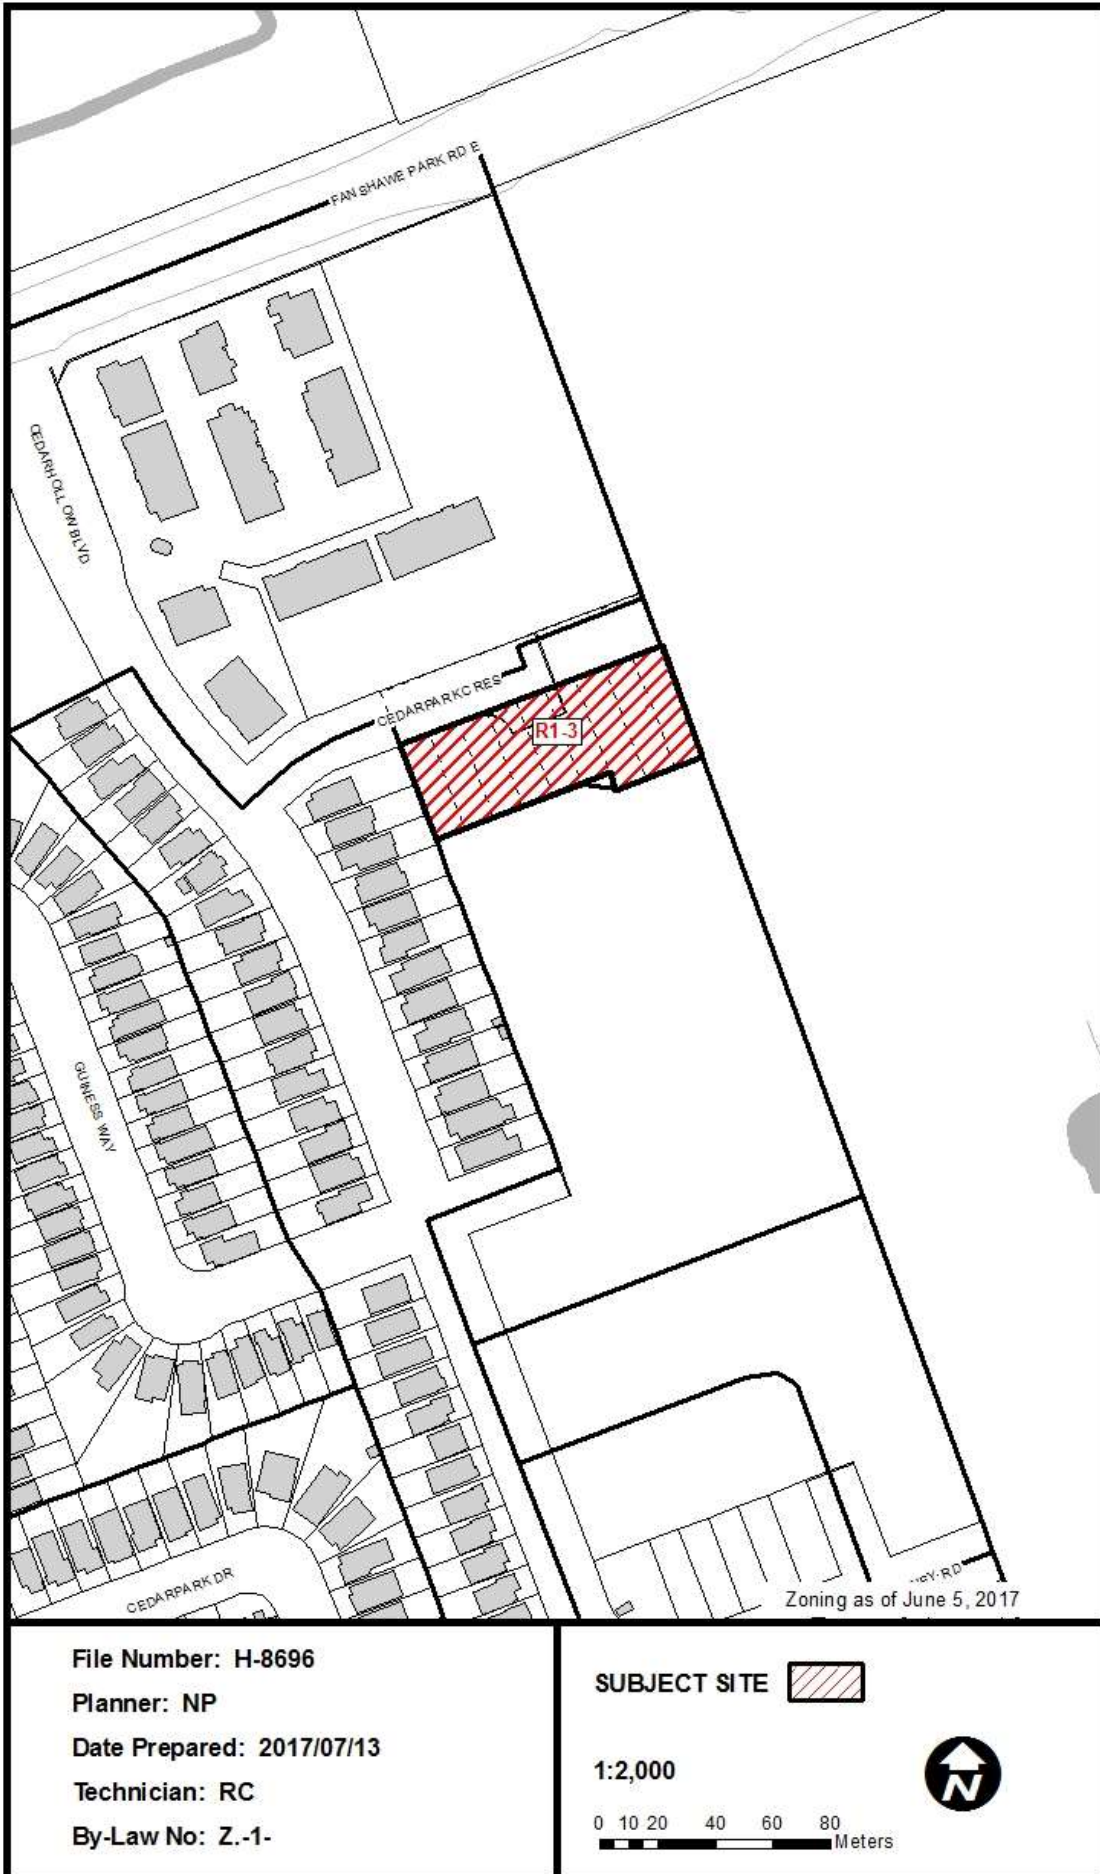 FANSHAWE PARK RD E
CEDARHOLLOW BLVD
CEDARPARK CRES
R1-3
GUINESS WAY
CEDARPARK DR
RD
Zoning as of June 5, 2017
File Number: H-8696
Planner: NP
Date Prepared: 2017/07/13
Technician: RC
By-Law No: Z.-1-
SUBJECT SITE
1:2,000
N
0 10 20 40 60 80
Meters